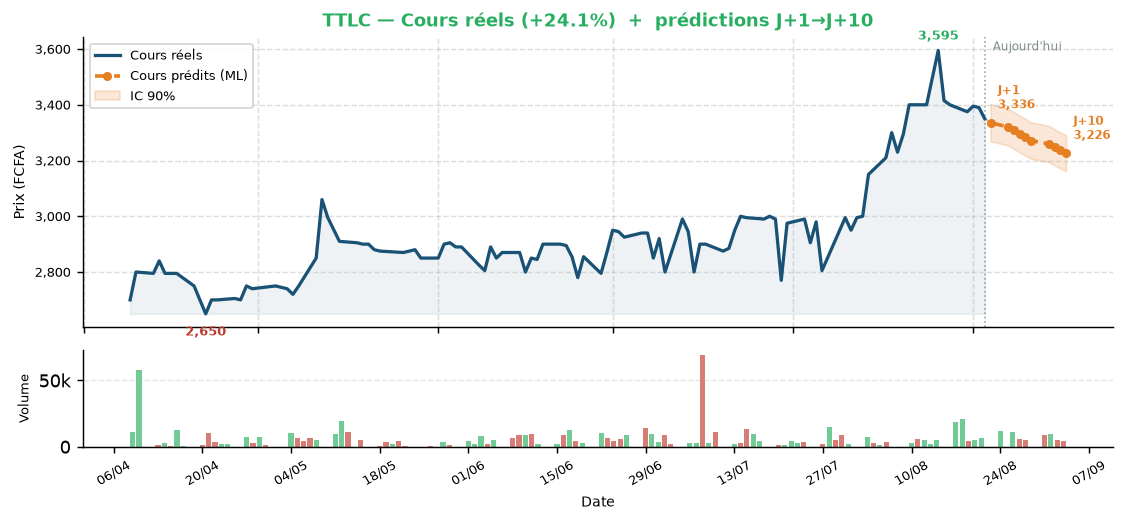 TTLC — Cours réels (+24.1%)  +  prédictions J+1→J+10
3,595
Aujourd'hui
Cours réels
Cours prédits (ML)
IC 90%
J+1
3,336
J+10
3,226
Prix (FCFA)
3,600
3,400
3,200
3,000
2,800
2,650
Volume
50k
0
06/04
20/04
04/05
18/05
01/06
15/06
29/06
13/07
27/07
10/08
24/08
07/09
Date